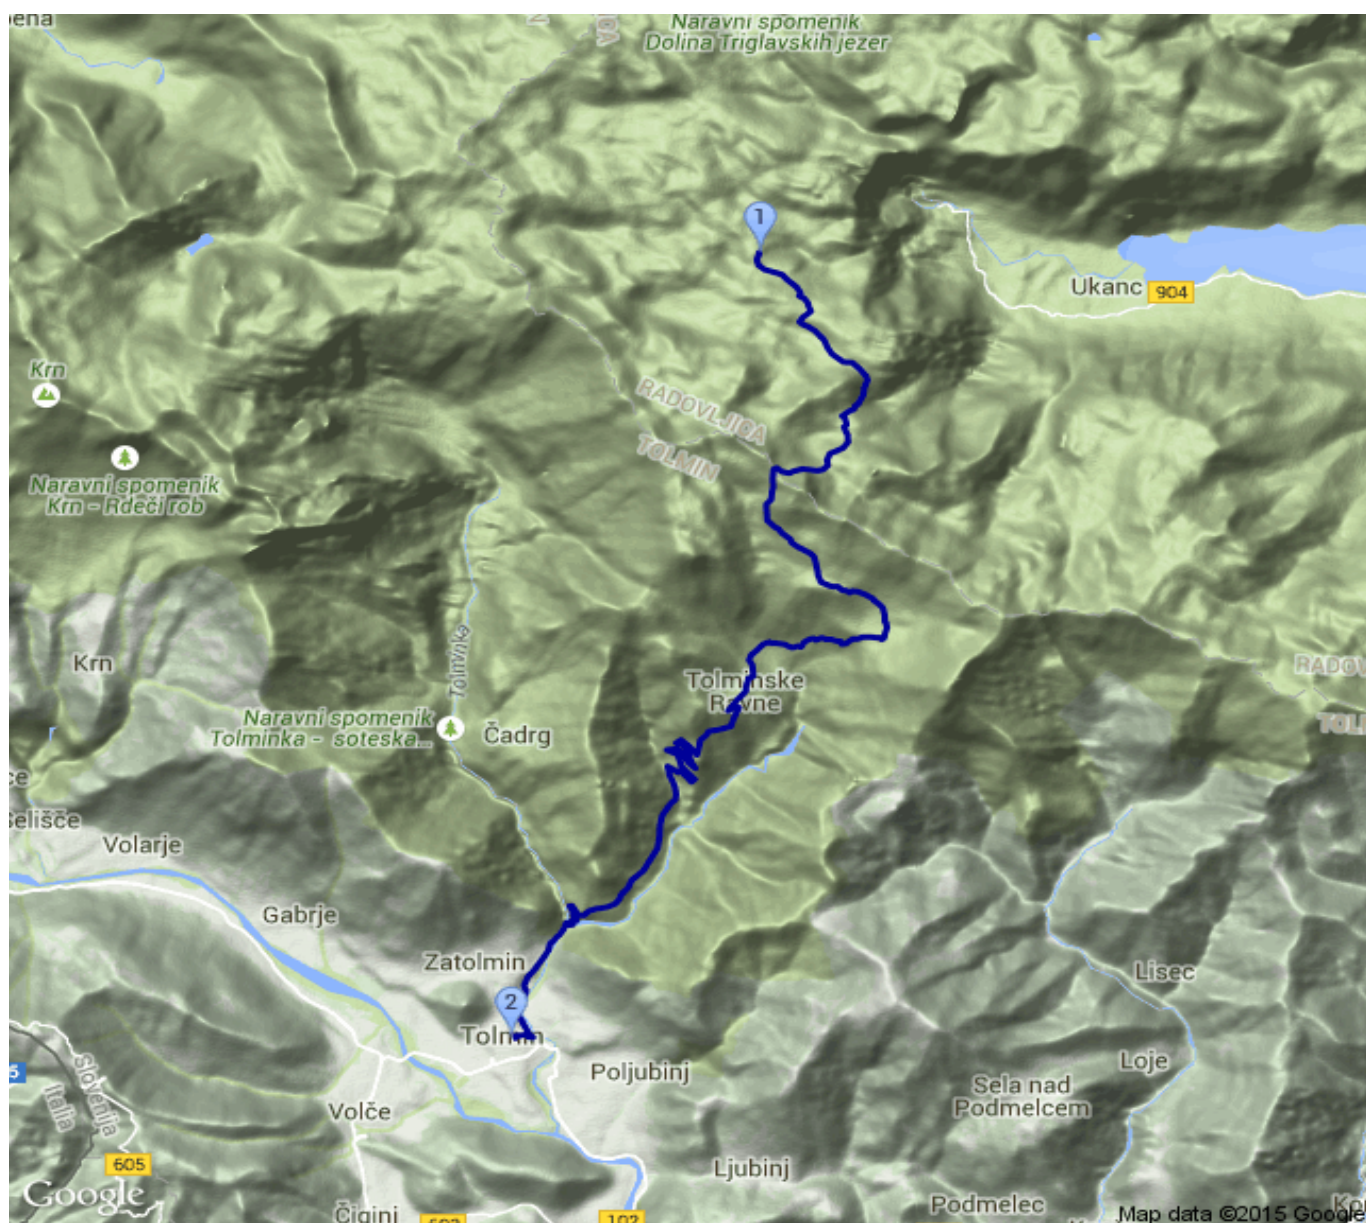 Naravni spomenik
Dolina Triglavskih jezer
1
Ukanc
904
Krn
RADOVLJICA
TOLMIN
Naravni spomenik
Krn - Rdeči rob
Tolminka
Krn
Tolminske
Ravne
Naravni spomenik
Tolminka - soteska...
Čadrg
Volarje
Gabrje
Zatolmin
Lisec
2
Tolmin
Poljubinj
Loje
Sela nad
Podmelcem
Slovenija
Italia
Volče
605
Ljubinj
Podmelec
Google
Čiginj
102
Map data ©2015 Google